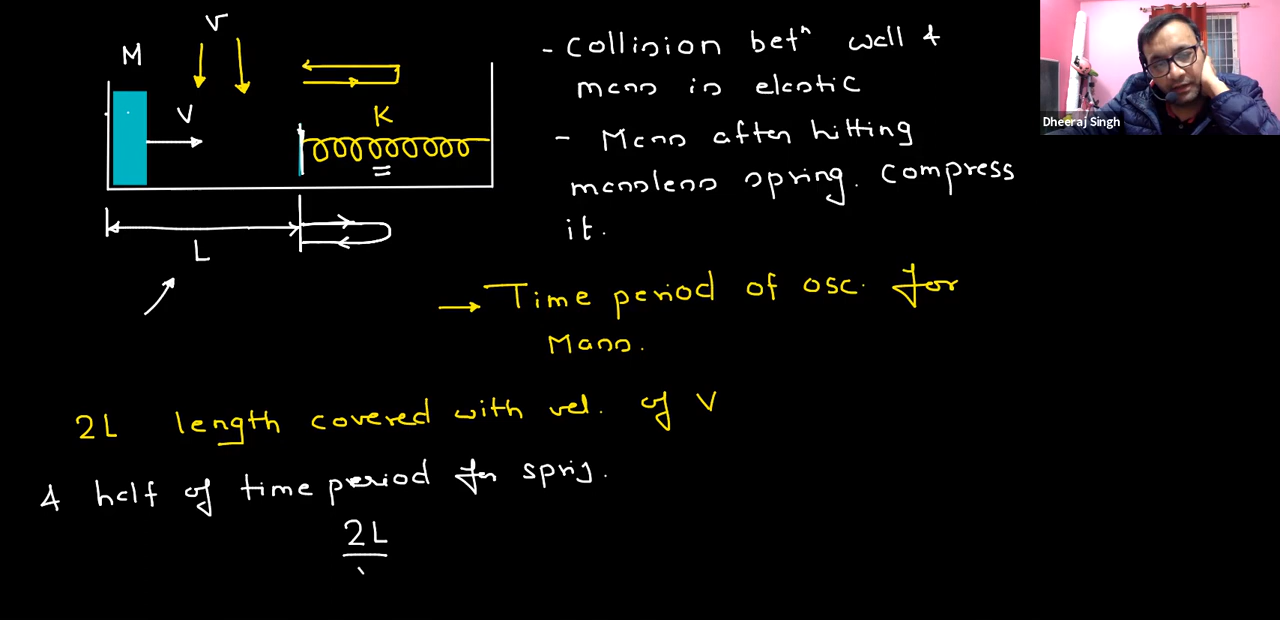 V
M
V
K
L
- Collision betⁿ wall &
mass is elastic
- Mass after hitting
massless spring. compress
it.
→ Time period of osc. for
Mass.
2L length covered with vel. of V
& half of time period for sprig.
2L
Dheeraj Singh